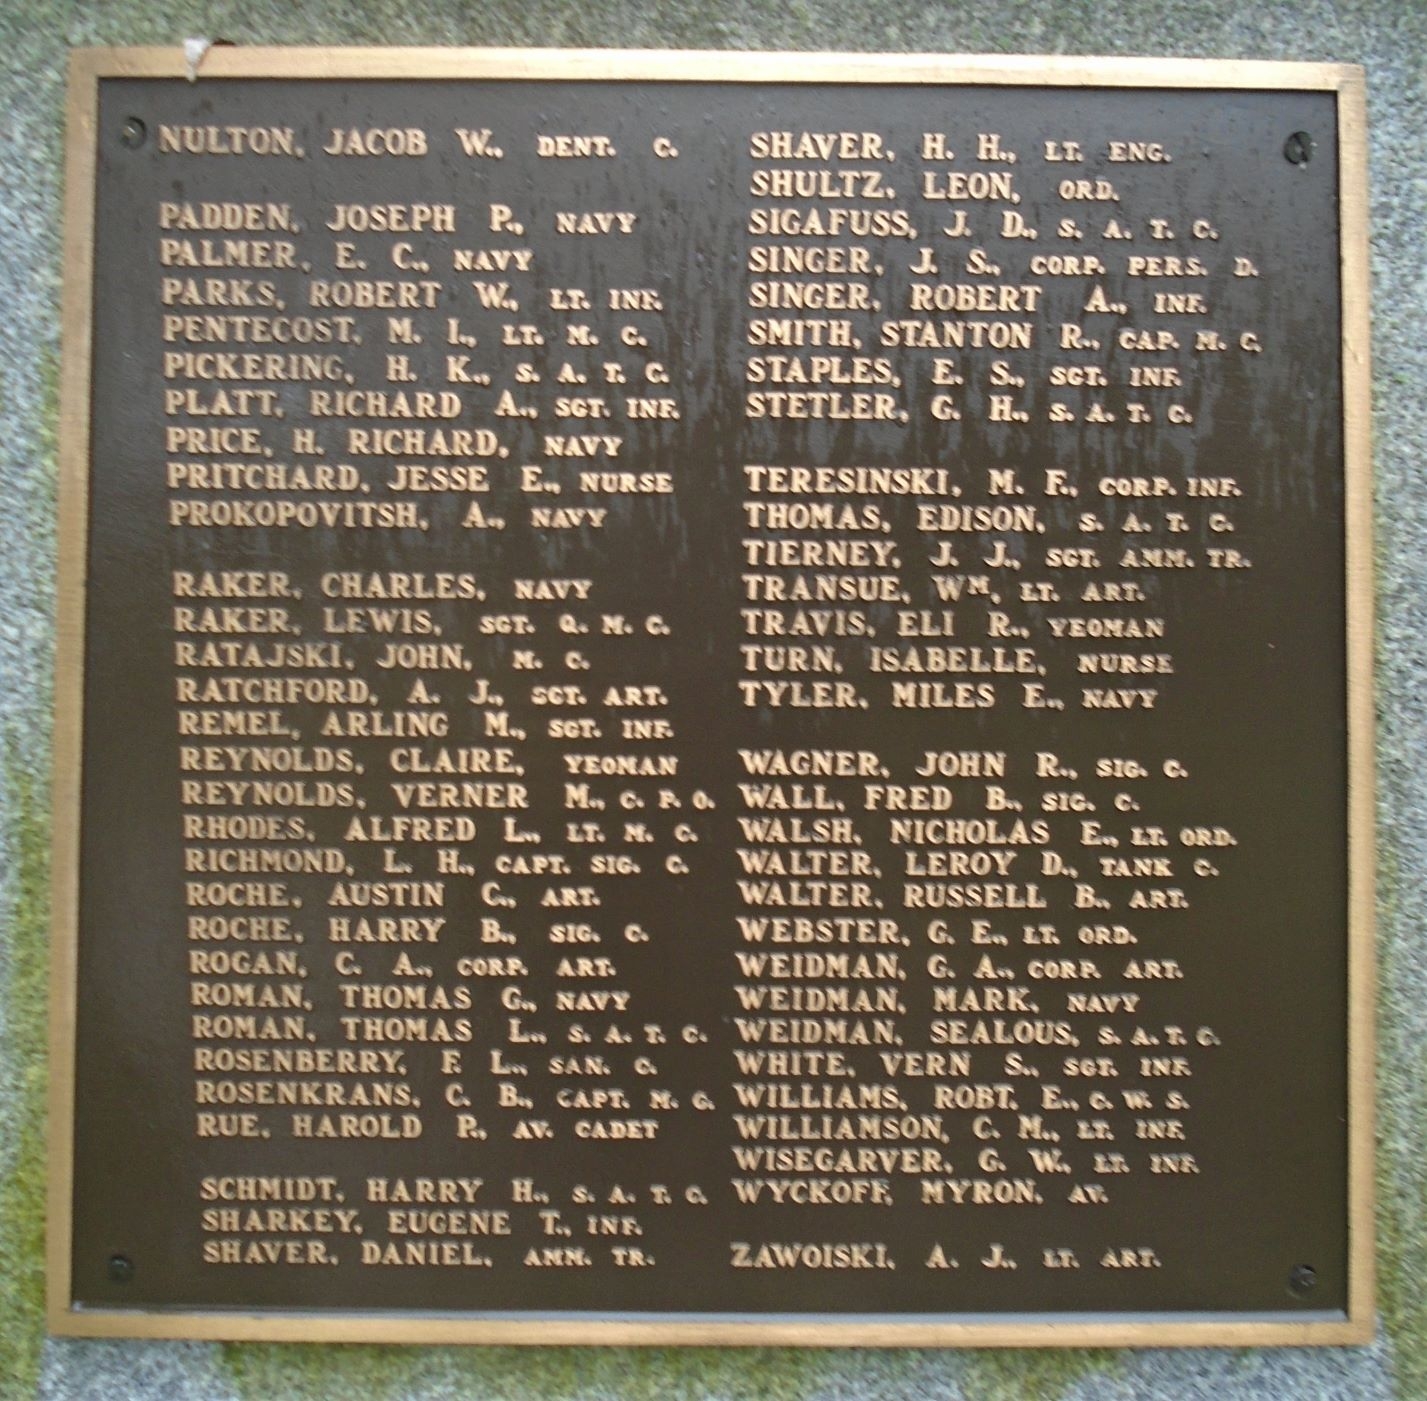 NULTON, JACOB W., DENT. C.
PADDEN, JOSEPH P., NAVY
PALMER, E. C., NAVY
PARKS, ROBERT W., LT. INF.
PENTECOST, M. I., LT. M. C.
PICKERING, H. K., S. A. T. C.
PLATT, RICHARD A., SGT. INF.
PRICE, H. RICHARD, NAVY
PRITCHARD, JESSE E., NURSE
PROKOPOVITSH, A., NAVY
RAKER, CHARLES, NAVY
RAKER, LEWIS, SGT. Q. M. C.
RATAJSKI, JOHN, M. C.
RATCHFORD, A. J., SGT. ART.
REMEL, ARLING M., SGT. INF.
REYNOLDS, CLAIRE, YEOMAN
REYNOLDS, VERNER M., C. P. O.
RHODES, ALFRED L., LT. M. C.
RICHMOND, L. H., CAPT. SIG. C.
ROCHE, AUSTIN C., ART.
ROCHE, HARRY B., SIG. C.
ROGAN, C. A., CORP. ART.
ROMAN, THOMAS G., NAVY
ROMAN, THOMAS L., S. A. T. C.
ROSENBERRY, F. L., SAN. C.
ROSENKRANS, C. B., CAPT. M. G.
RUE, HAROLD P., AV. CADET
SCHMIDT, HARRY H., S. A. T. C.
SHARKEY, EUGENE T., INF.
SHAVER, DANIEL, AMM. TR.
SHAVER, H. H., LT. ENG.
SHULTZ, LEON, ORD.
SIGAFUSS, J. D., S. A. T. C.
SINGER, J. S., CORP. PERS. D.
SINGER, ROBERT A., INF.
SMITH, STANTON R., CAP. M. C.
STAPLES, E. S., SGT. INF.
STETLER, G. H., S. A. T. C.
TERESINSKI, M. F., CORP. INF.
THOMAS, EDISON, S. A. T. C.
TIERNEY, J. J., SGT. AMM. TR.
TRANSUE, WM, LT. ART.
TRAVIS, ELI R., YEOMAN
TURN, ISABELLE, NURSE
TYLER, MILES E., NAVY
WAGNER, JOHN R., SIG. C.
WALL, FRED B., SIG. C.
WALSH, NICHOLAS E., LT. ORD.
WALTER, LEROY D., TANK C.
WALTER, RUSSELL B., ART.
WEBSTER, G. E., LT. ORD.
WEIDMAN, G. A., CORP. ART.
WEIDMAN, MARK, NAVY
WEIDMAN, SEALOUS, S. A. T. C.
WHITE, VERN S., SGT. INF.
WILLIAMS, ROBT. E., C. W. S.
WILLIAMSON, C. M., LT. INF.
WISEGARVER, G. W., LT. INF.
WYCKOFF, MYRON, AV.
ZAWOISKI, A. J., LT. ART.